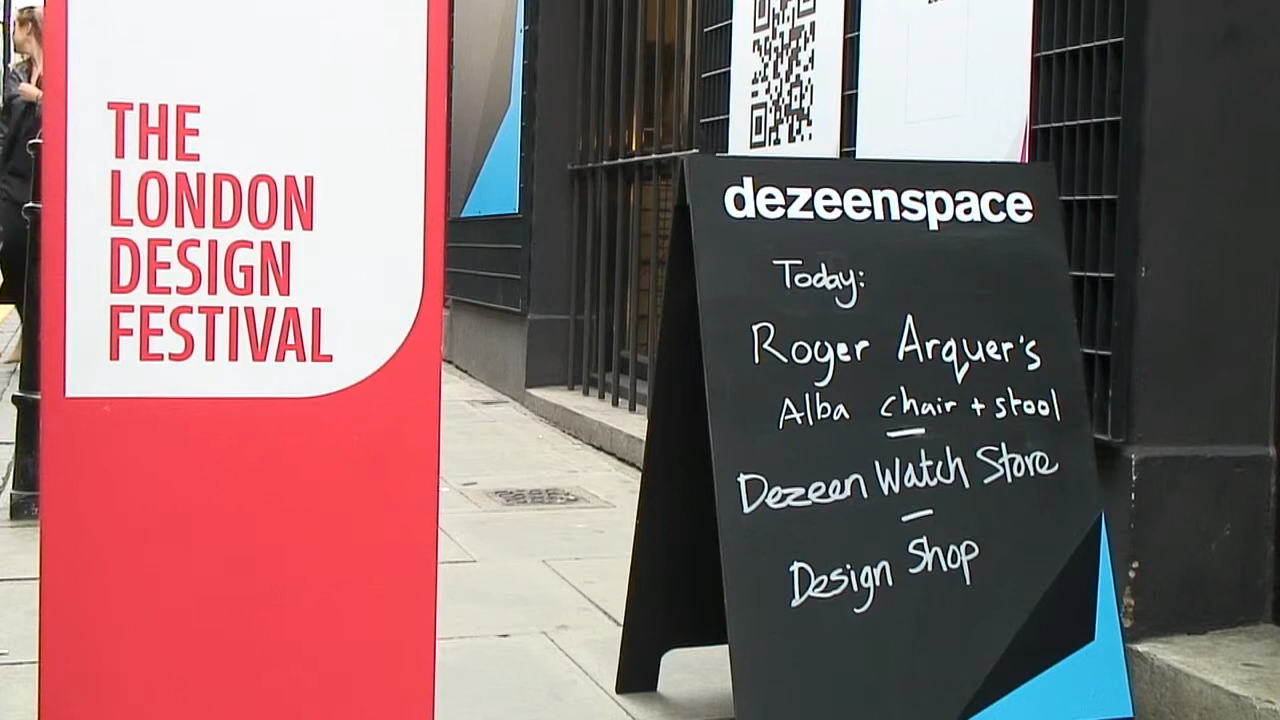 THE
LONDON
DESIGN
FESTIVAL
dezeenspace
Today:
Roger Arquer's
Alba chair + stool
Dezeen Watch Store
Design Shop